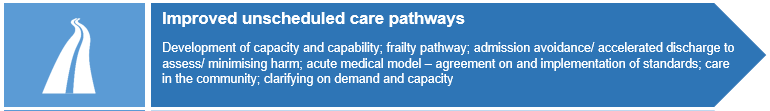 Improved unscheduled care pathways
Development of capacity and capability; frailty pathway; admission avoidance/ accelerated discharge to
assess/ minimising harm; acute medical model – agreement on and implementation of standards; care
in the community; clarifying on demand and capacity